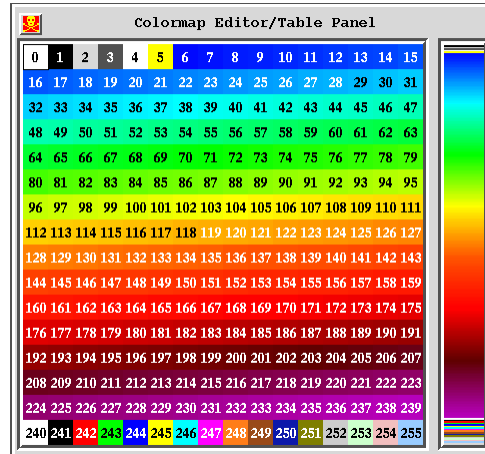 Colormap Editor/Table Panel
0 1 2 3 4 5 6 7 8 9 10 11 12 13 14 15
16 17 18 19 20 21 22 23 24 25 26 27 28 29 30 31
32 33 34 35 36 37 38 39 40 41 42 43 44 45 46 47
48 49 50 51 52 53 54 55 56 57 58 59 60 61 62 63
64 65 66 67 68 69 70 71 72 73 74 75 76 77 78 79
80 81 82 83 84 85 86 87 88 89 90 91 92 93 94 95
96 97 98 99 100 101 102 103 104 105 106 107 108 109 110 111
112 113 114 115 116 117 118 119 120 121 122 123 124 125 126 127
128 129 130 131 132 133 134 135 136 137 138 139 140 141 142 143
144 145 146 147 148 149 150 151 152 153 154 155 156 157 158 159
160 161 162 163 164 165 166 167 168 169 170 171 172 173 174 175
176 177 178 179 180 181 182 183 184 185 186 187 188 189 190 191
192 193 194 195 196 197 198 199 200 201 202 203 204 205 206 207
208 209 210 211 212 213 214 215 216 217 218 219 220 221 222 223
224 225 226 227 228 229 230 231 232 233 234 235 236 237 238 239
240 241 242 243 244 245 246 247 248 249 250 251 252 253 254 255